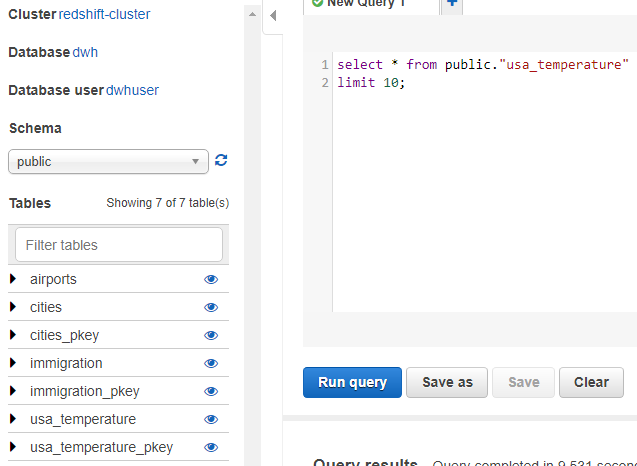 Cluster redshift-cluster
Database dwh
Database user dwhuser
Schema
public
Tables Showing 7 of 7 table(s)
Filter tables
airports
cities
cities_pkey
immigration
immigration_pkey
usa_temperature
usa_temperature_pkey
New Query 1
+
1 select * from public."usa_temperature"
2 limit 10;
Run query Save as Save Clear
Query results Query completed in 9.531 seconds